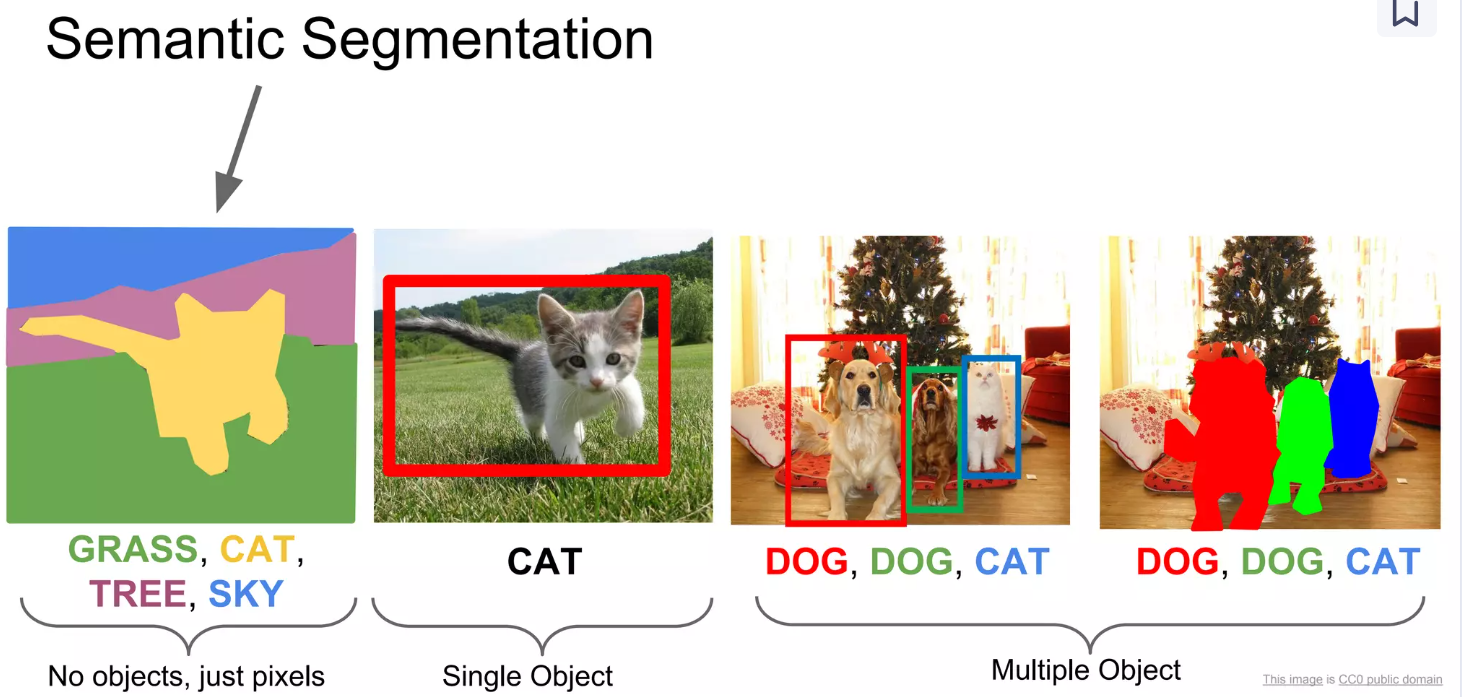 Semantic Segmentation
GRASS, CAT,
TREE, SKY
CAT
DOG, DOG, CAT
DOG, DOG, CAT
No objects, just pixels
Single Object
Multiple Object
This image is CC0 public domain